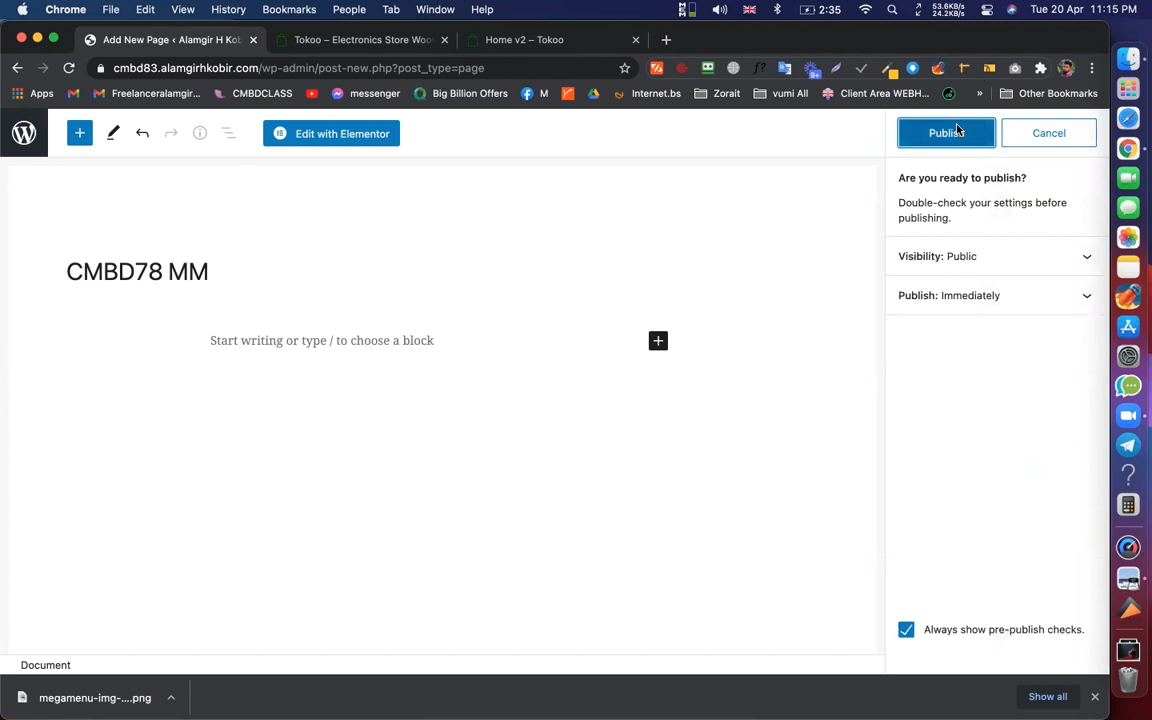 Chrome File Edit View History Bookmarks People Tab Window Help 2:35 53.6KB/s 24.2KB/s Tue 20 Apr 11:15 PM
Add New Page ‹ Alamgir H Kob Tokoo – Electronics Store Woo Home v2 – Tokoo
cmbd83.alamgirhkobir.com/wp-admin/post-new.php?post_type=page f? 9+
Apps Freelanceralamgir... CMBDCLASS messenger Big Billion Offers M Internet.bs Zorait vumi All Client Area WEBH... » Other Bookmarks
Edit with Elementor Publish Cancel
Are you ready to publish?
Double-check your settings before
publishing.
Visibility: Public
Publish: Immediately
CMBD78 MM
Start writing or type / to choose a block
Always show pre-publish checks.
Document
megamenu-img-....png Show all